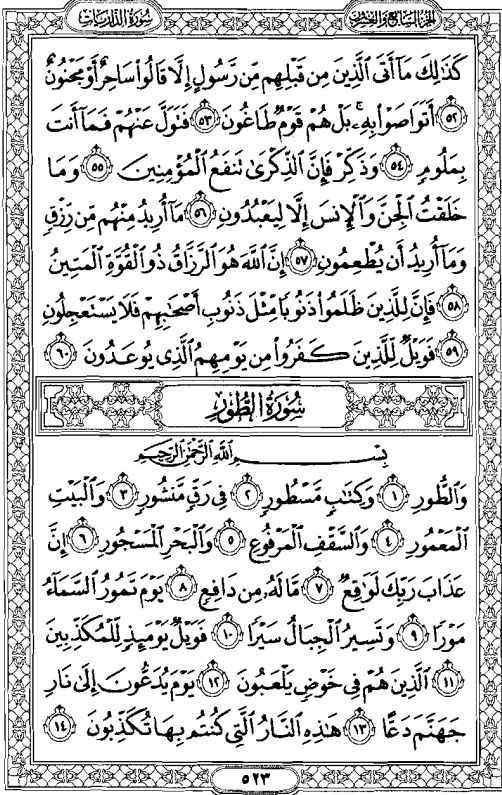 الجزء السابع والعشرون
سورة الذاريات
كَذَٰلِكَ مَآ أَتَى ٱلَّذِينَ مِن قَبْلِهِم مِّن رَّسُولٍ إِلَّا قَالُوا۟ سَاحِرٌ أَوْ مَجْنُونٌ
٥٢ أَتَوَاصَوْا۟ بِهِۦ ۚ بَلْ هُمْ قَوْمٌ طَاغُونَ ٥٣ فَتَوَلَّ عَنْهُمْ فَمَآ أَنتَ
بِمَلُومٍ ٥٤ وَذَكِّرْ فَإِنَّ ٱلذِّكْرَىٰ تَنفَعُ ٱلْمُؤْمِنِينَ ٥٥ وَمَا
خَلَقْتُ ٱلْجِنَّ وَٱلْإِنسَ إِلَّا لِيَعْبُدُونِ ٥٦ مَآ أُرِيدُ مِنْهُم مِّن رِّزْقٍ
وَمَآ أُرِيدُ أَن يُطْعِمُونِ ٥٧ إِنَّ ٱللَّهَ هُوَ ٱلرَّزَّاقُ ذُو ٱلْقُوَّةِ ٱلْمَتِينُ
٥٨ فَإِنَّ لِلَّذِينَ ظَلَمُوا۟ ذَنُوبًا مِّثْلَ ذَنُوبِ أَصْحَٰبِهِمْ فَلَا يَسْتَعْجِلُونِ
٥٩ فَوَيْلٌ لِّلَّذِينَ كَفَرُوا۟ مِن يَوْمِهِمُ ٱلَّذِى يُوعَدُونَ ٦٠
سُورَةُ الطُّورِ
بِسْمِ ٱللَّهِ ٱلرَّحْمَٰنِ ٱلرَّحِيمِ
وَٱلطُّورِ ١ وَكِتَٰبٍ مَّسْطُورٍ ٢ فِى رَقٍّ مَّنشُورٍ ٣ وَٱلْبَيْتِ
ٱلْمَعْمُورِ ٤ وَٱلسَّقْفِ ٱلْمَرْفُوعِ ٥ وَٱلْبَحْرِ ٱلْمَسْجُورِ ٦ إِنَّ
عَذَابَ رَبِّكَ لَوَٰقِعٌ ٧ مَّا لَهُۥ مِن دَافِعٍ ٨ يَوْمَ تَمُورُ ٱلسَّمَآءُ
مَوْرًا ٩ وَتَسِيرُ ٱلْجِبَالُ سَيْرًا ١٠ فَوَيْلٌ يَوْمَئِذٍ لِّلْمُكَذِّبِينَ
١١ ٱلَّذِينَ هُمْ فِى خَوْضٍ يَلْعَبُونَ ١٢ يَوْمَ يُدَعُّونَ إِلَىٰ نَارِ
جَهَنَّمَ دَعًّا ١٣ هَٰذِهِ ٱلنَّارُ ٱلَّتِى كُنتُم بِهَا تُكَذِّبُونَ ١٤
٥٢٣